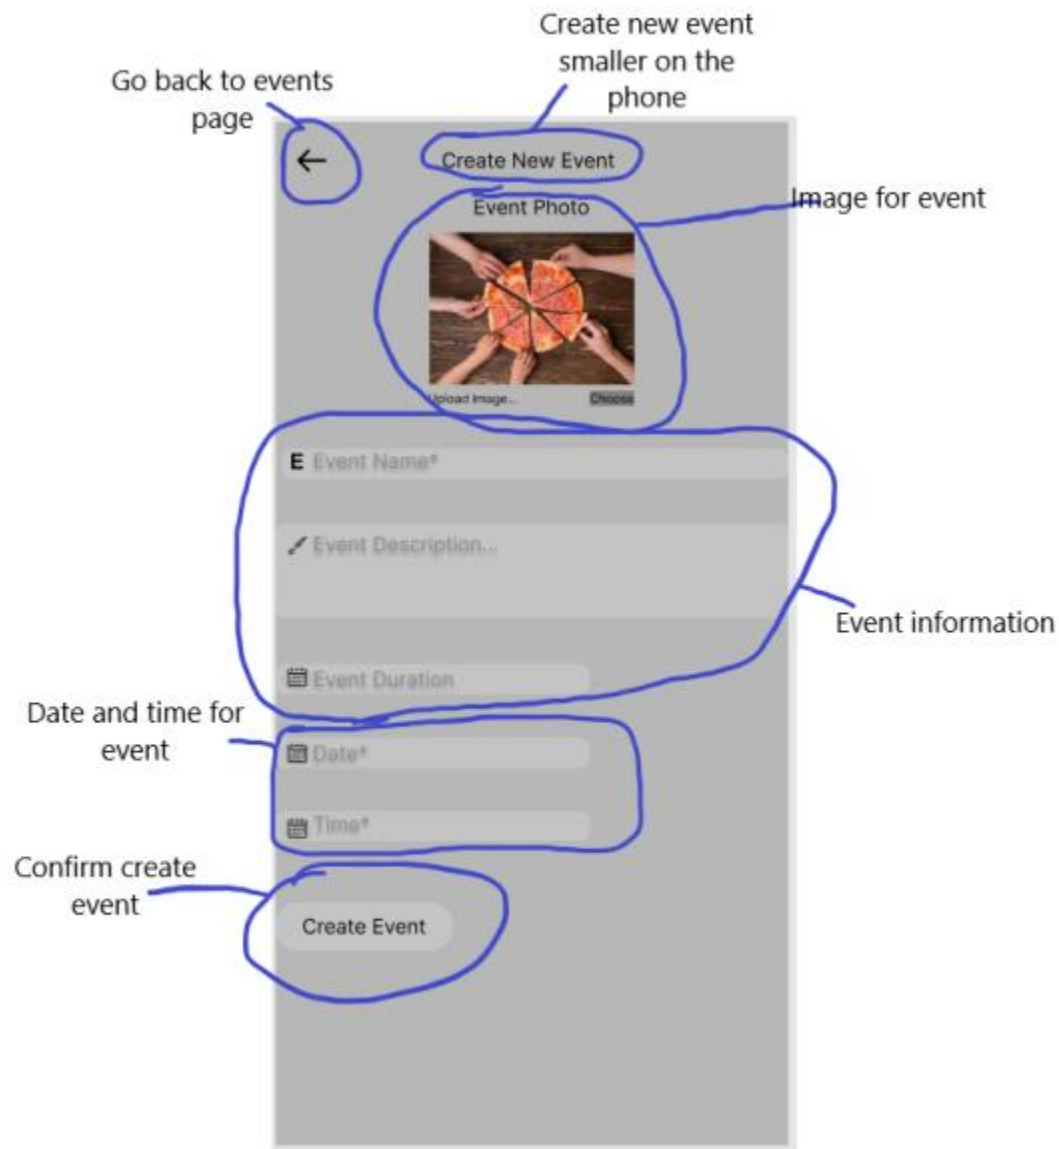 Create new event
smaller on the
phone
Go back to events
page
Create New Event
Event Photo
Image for event
Upload Image...
Choose
E Event Name*
Event Description...
Event information
Event Duration
Date and time for
event
Date*
Time*
Confirm create
event
Create Event